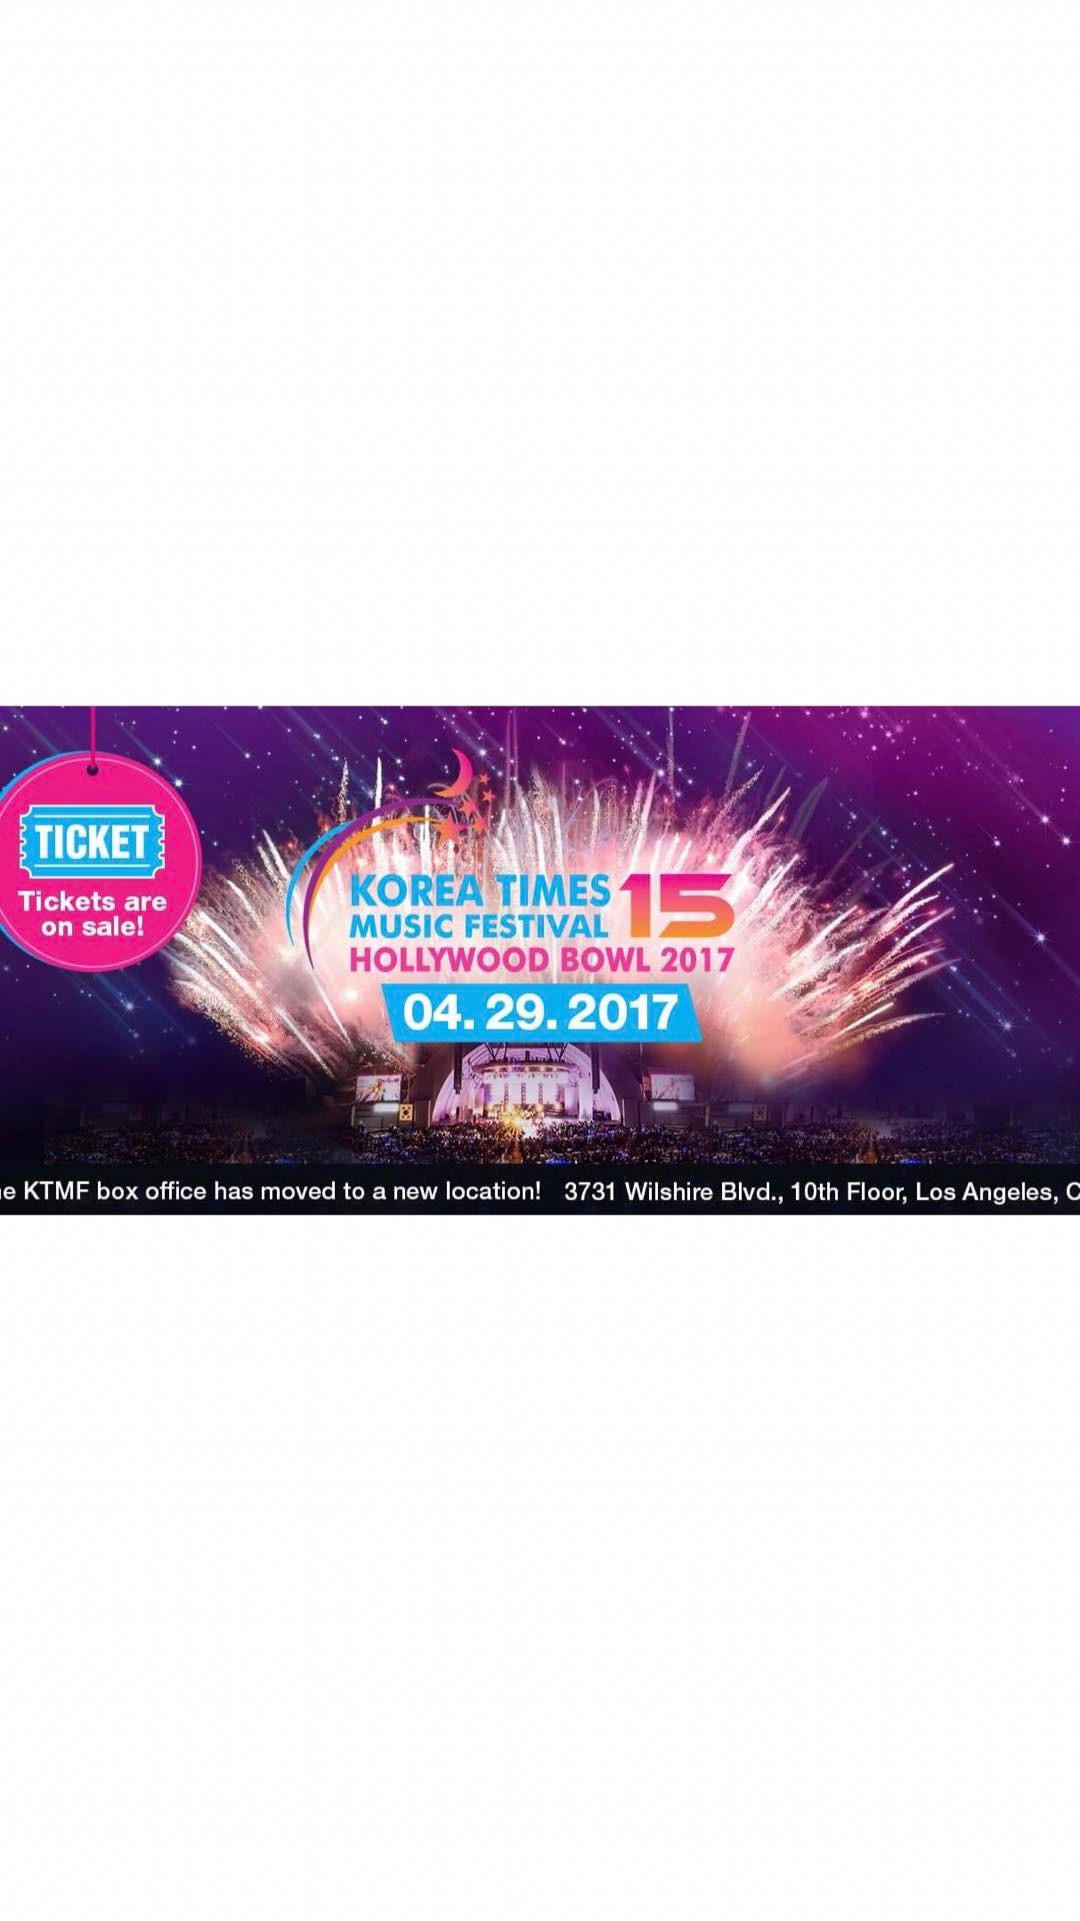 TICKET
Tickets are
on sale!
KOREA TIMES 15
MUSIC FESTIVAL
HOLLYWOOD BOWL 2017
04. 29. 2017
KTMF box office has moved to a new location! 3731 Wilshire Blvd., 10th Floor, Los Angeles,